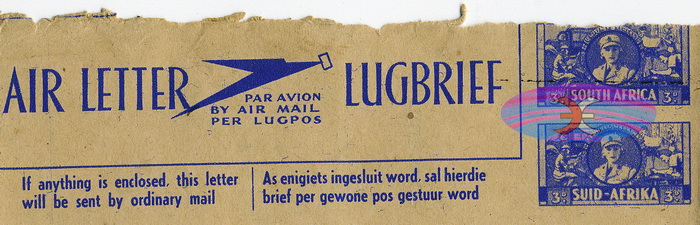 AIR LETTER
PAR AVION
BY AIR MAIL
PER LUGPOS
LUGBRIEF
3D SOUTH AFRICA 3D
3D SUID-AFRIKA 3D
If anything is enclosed, this letter
will be sent by ordinary mail
As enigiets ingesluit word, sal hierdie
brief per gewone pos gestuur word